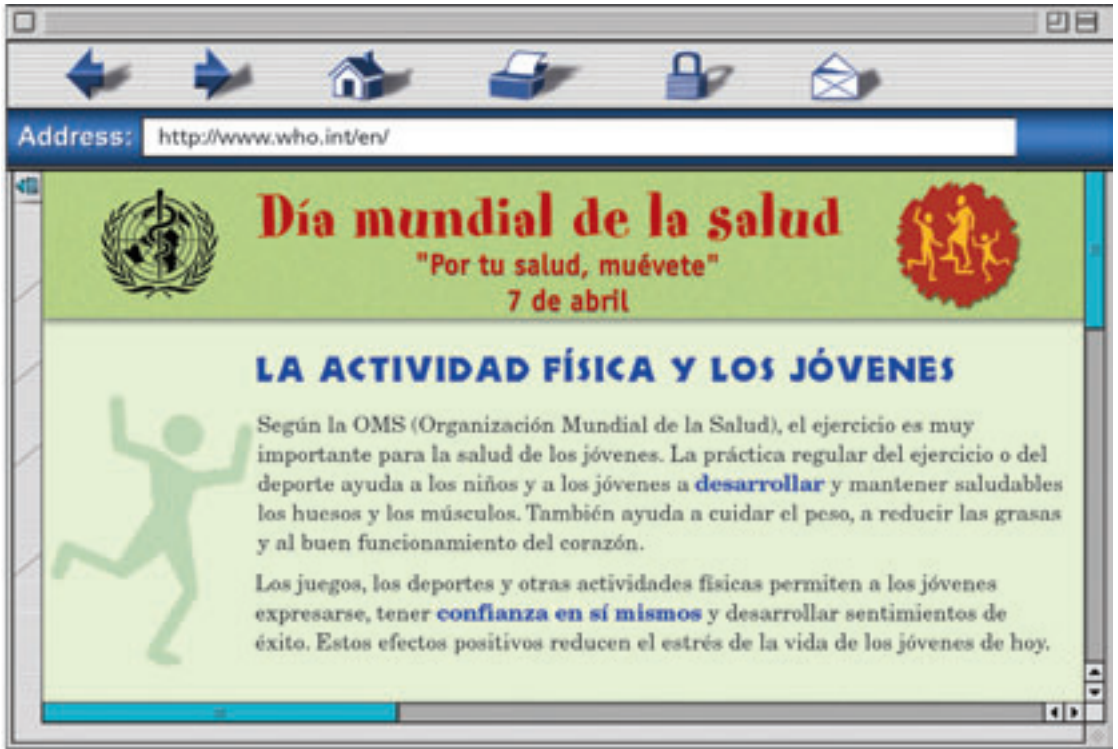 Address: http://www.who.int/en/
Día mundial de la salud
"Por tu salud, muévete"
7 de abril
LA ACTIVIDAD FÍSICA Y LOS JÓVENES
Según la OMS (Organización Mundial de la Salud), el ejercicio es muy
importante para la salud de los jóvenes. La práctica regular del ejercicio o del
deporte ayuda a los niños y a los jóvenes a desarrollar y mantener saludables
los huesos y los músculos. También ayuda a cuidar el peso, a reducir las grasas
y al buen funcionamiento del corazón.
Los juegos, los deportes y otras actividades físicas permiten a los jóvenes
expresarse, tener confianza en sí mismos y desarrollar sentimientos de
éxito. Estos efectos positivos reducen el estrés de la vida de los jóvenes de hoy.